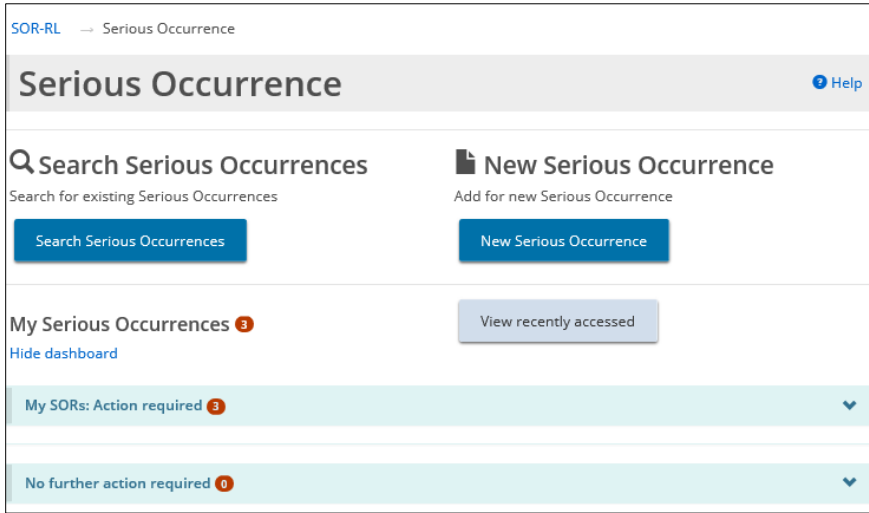 SOR-RL → Serious Occurrence
Serious Occurrence
Help
Search Serious Occurrences
Search for existing Serious Occurrences
Search Serious Occurrences
New Serious Occurrence
Add for new Serious Occurrence
New Serious Occurrence
My Serious Occurrences 3
Hide dashboard
View recently accessed
My SORs: Action required 3
No further action required 0